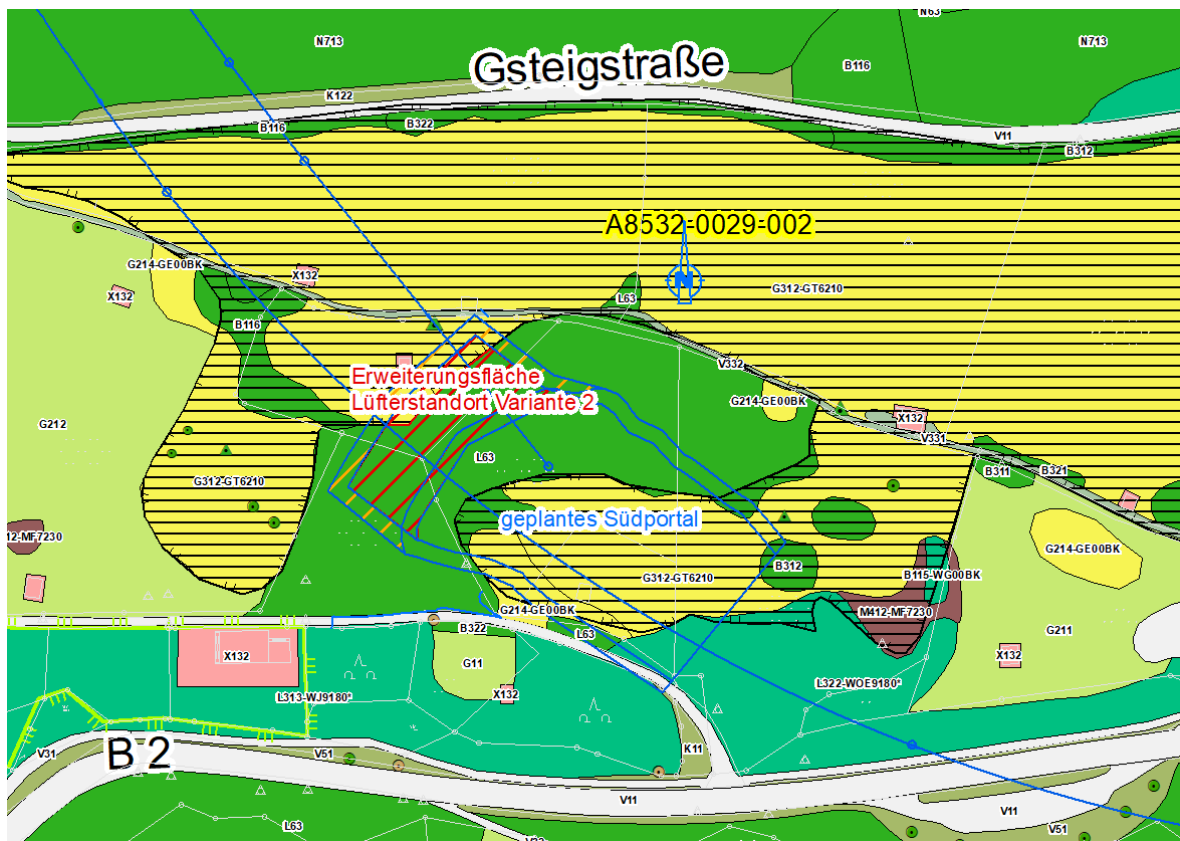 N63
N713
N713
B116
Gsteigstraße
K122
B116
B322
V11
B312
A8532-0029-002
G214-GE00BK
X132
N
X132
G312-GT6210
L63
B116
V332
Erweiterungsfläche
Lüfterstandort Variante 2
G214-GE00BK
X132
G212
V331
L63
B311
B321
G312-GT6210
geplantes Südportal
12-MF7230
G214-GE00BK
B312
G312-GT6210
B115-WG00BK
G214-GE00BK
M412-MF7230
B322
L63
G211
X132
G11
X132
X132
L313-WJ9180*
L322-WOE9180*
B 2
V31
V51
K11
V11
V11
L63
V51